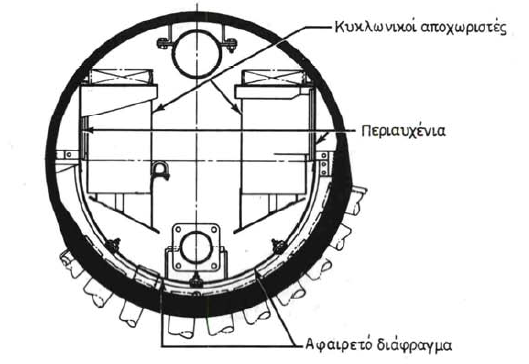 Κυκλωνικοί αποχωριστές
Περιαυχένια
Αφαιρετό διάφραγμα